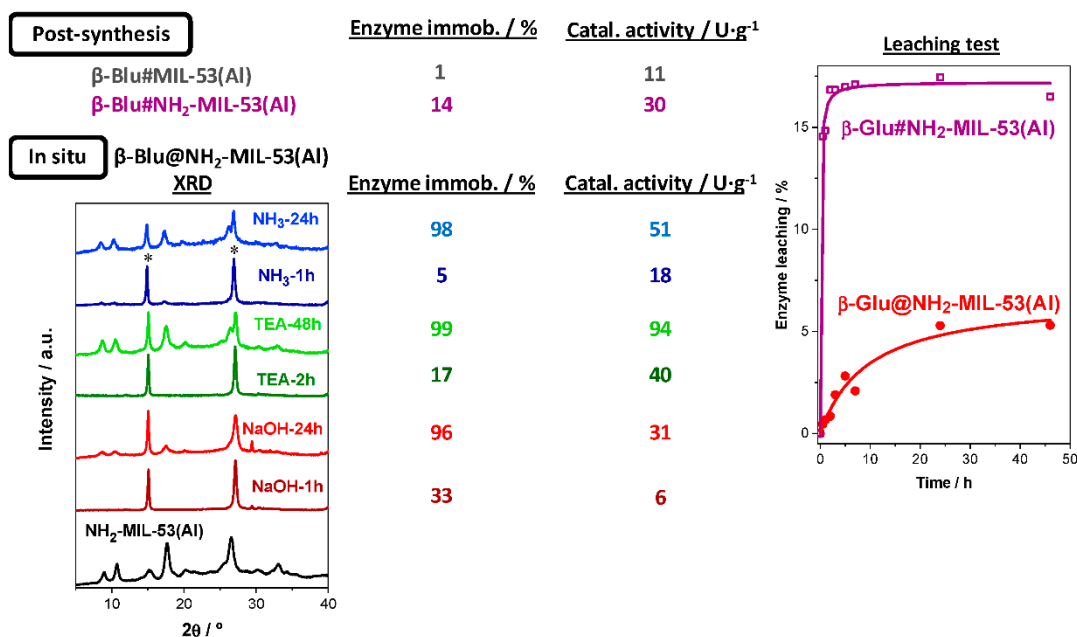 Post-synthesis
Enzyme immob. / %
Catal. activity / U·g-1
β-Blu#MIL-53(Al)
1
11
β-Blu#NH2-MIL-53(Al)
14
30
In situ
β-Blu@NH2-MIL-53(Al)
XRD
Enzyme immob. / %
Catal. activity / U·g-1
NH3-24h
98
51
*
*
NH3-1h
5
18
TEA-48h
99
94
TEA-2h
17
40
NaOH-24h
96
31
NaOH-1h
33
6
NH2-MIL-53(Al)
Intensity / a.u.
10
20
30
40
2θ / º
Leaching test
β-Glu#NH2-MIL-53(Al)
β-Glu@NH2-MIL-53(Al)
Enzyme leaching / %
15
10
5
0
0
10
20
30
40
50
Time / h